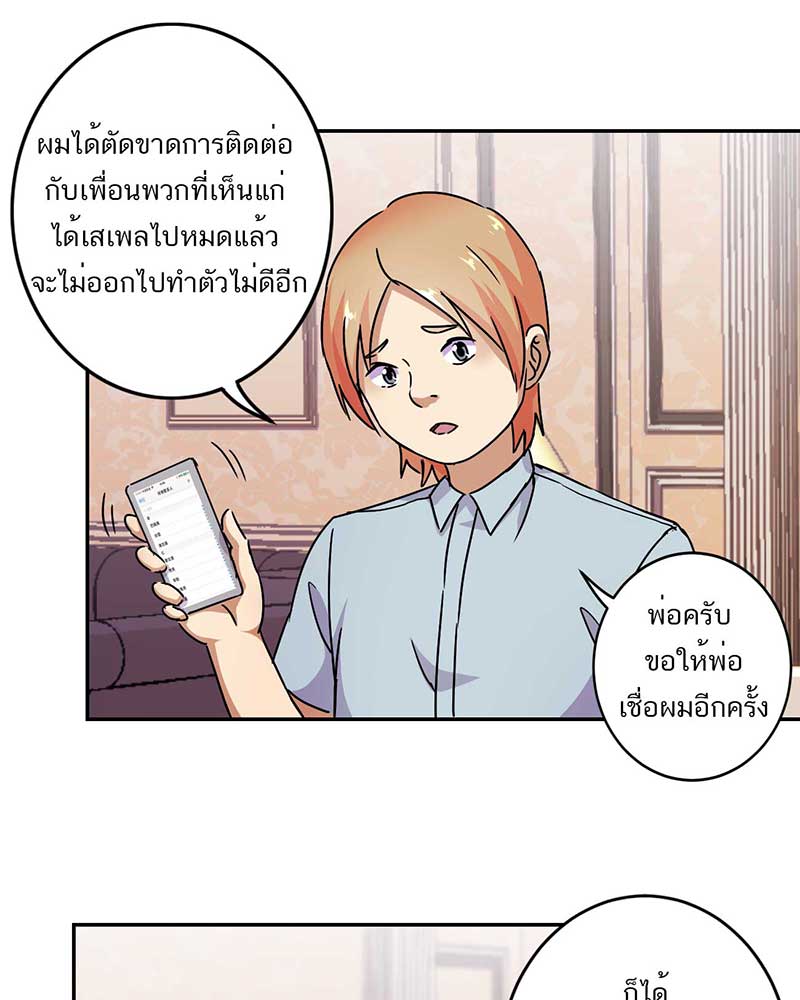 ผมได้ตัดขาดการติดต่อ
กับเพื่อนพวกที่เห็นแก่
ได้เสเพลไปหมดแล้ว
จะไม่ออกไปทำตัวไม่ดีอีก
พ่อครับ
ขอให้พ่อ
เชื่อผมอีกครั้ง
ก็ได้